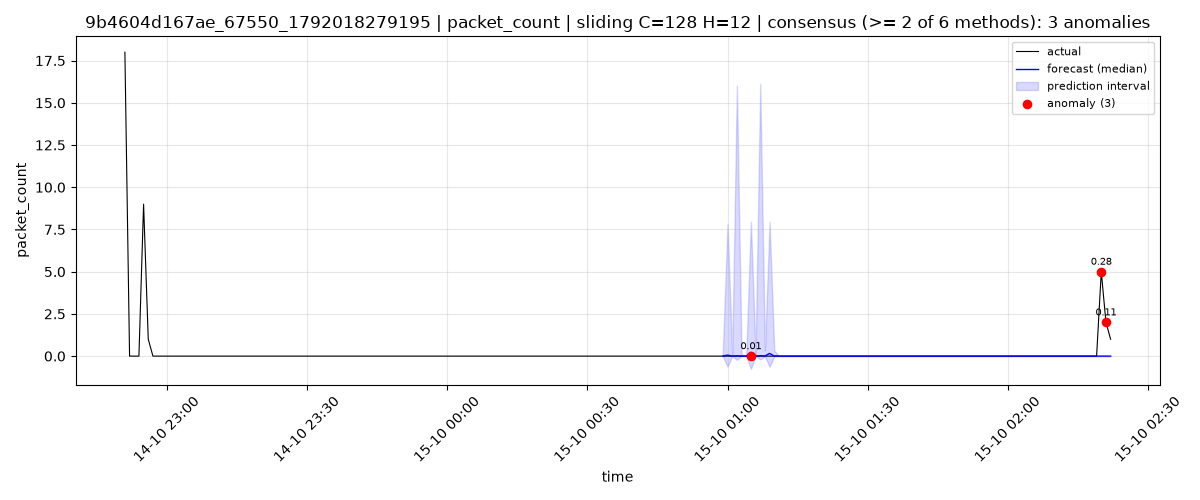 9b4604d167ae_67550_1792018279195 | packet_count | sliding C=128 H=12 | consensus (>= 2 of 6 methods): 3 anomalies
actual
forecast (median)
prediction interval
anomaly (3)
packet_count
17.5
15.0
12.5
10.0
7.5
5.0
2.5
0.0
0.28
0.11
0.01
14-10 23:00
14-10 23:30
15-10 00:00
15-10 00:30
15-10 01:00
15-10 01:30
15-10 02:00
15-10 02:30
time